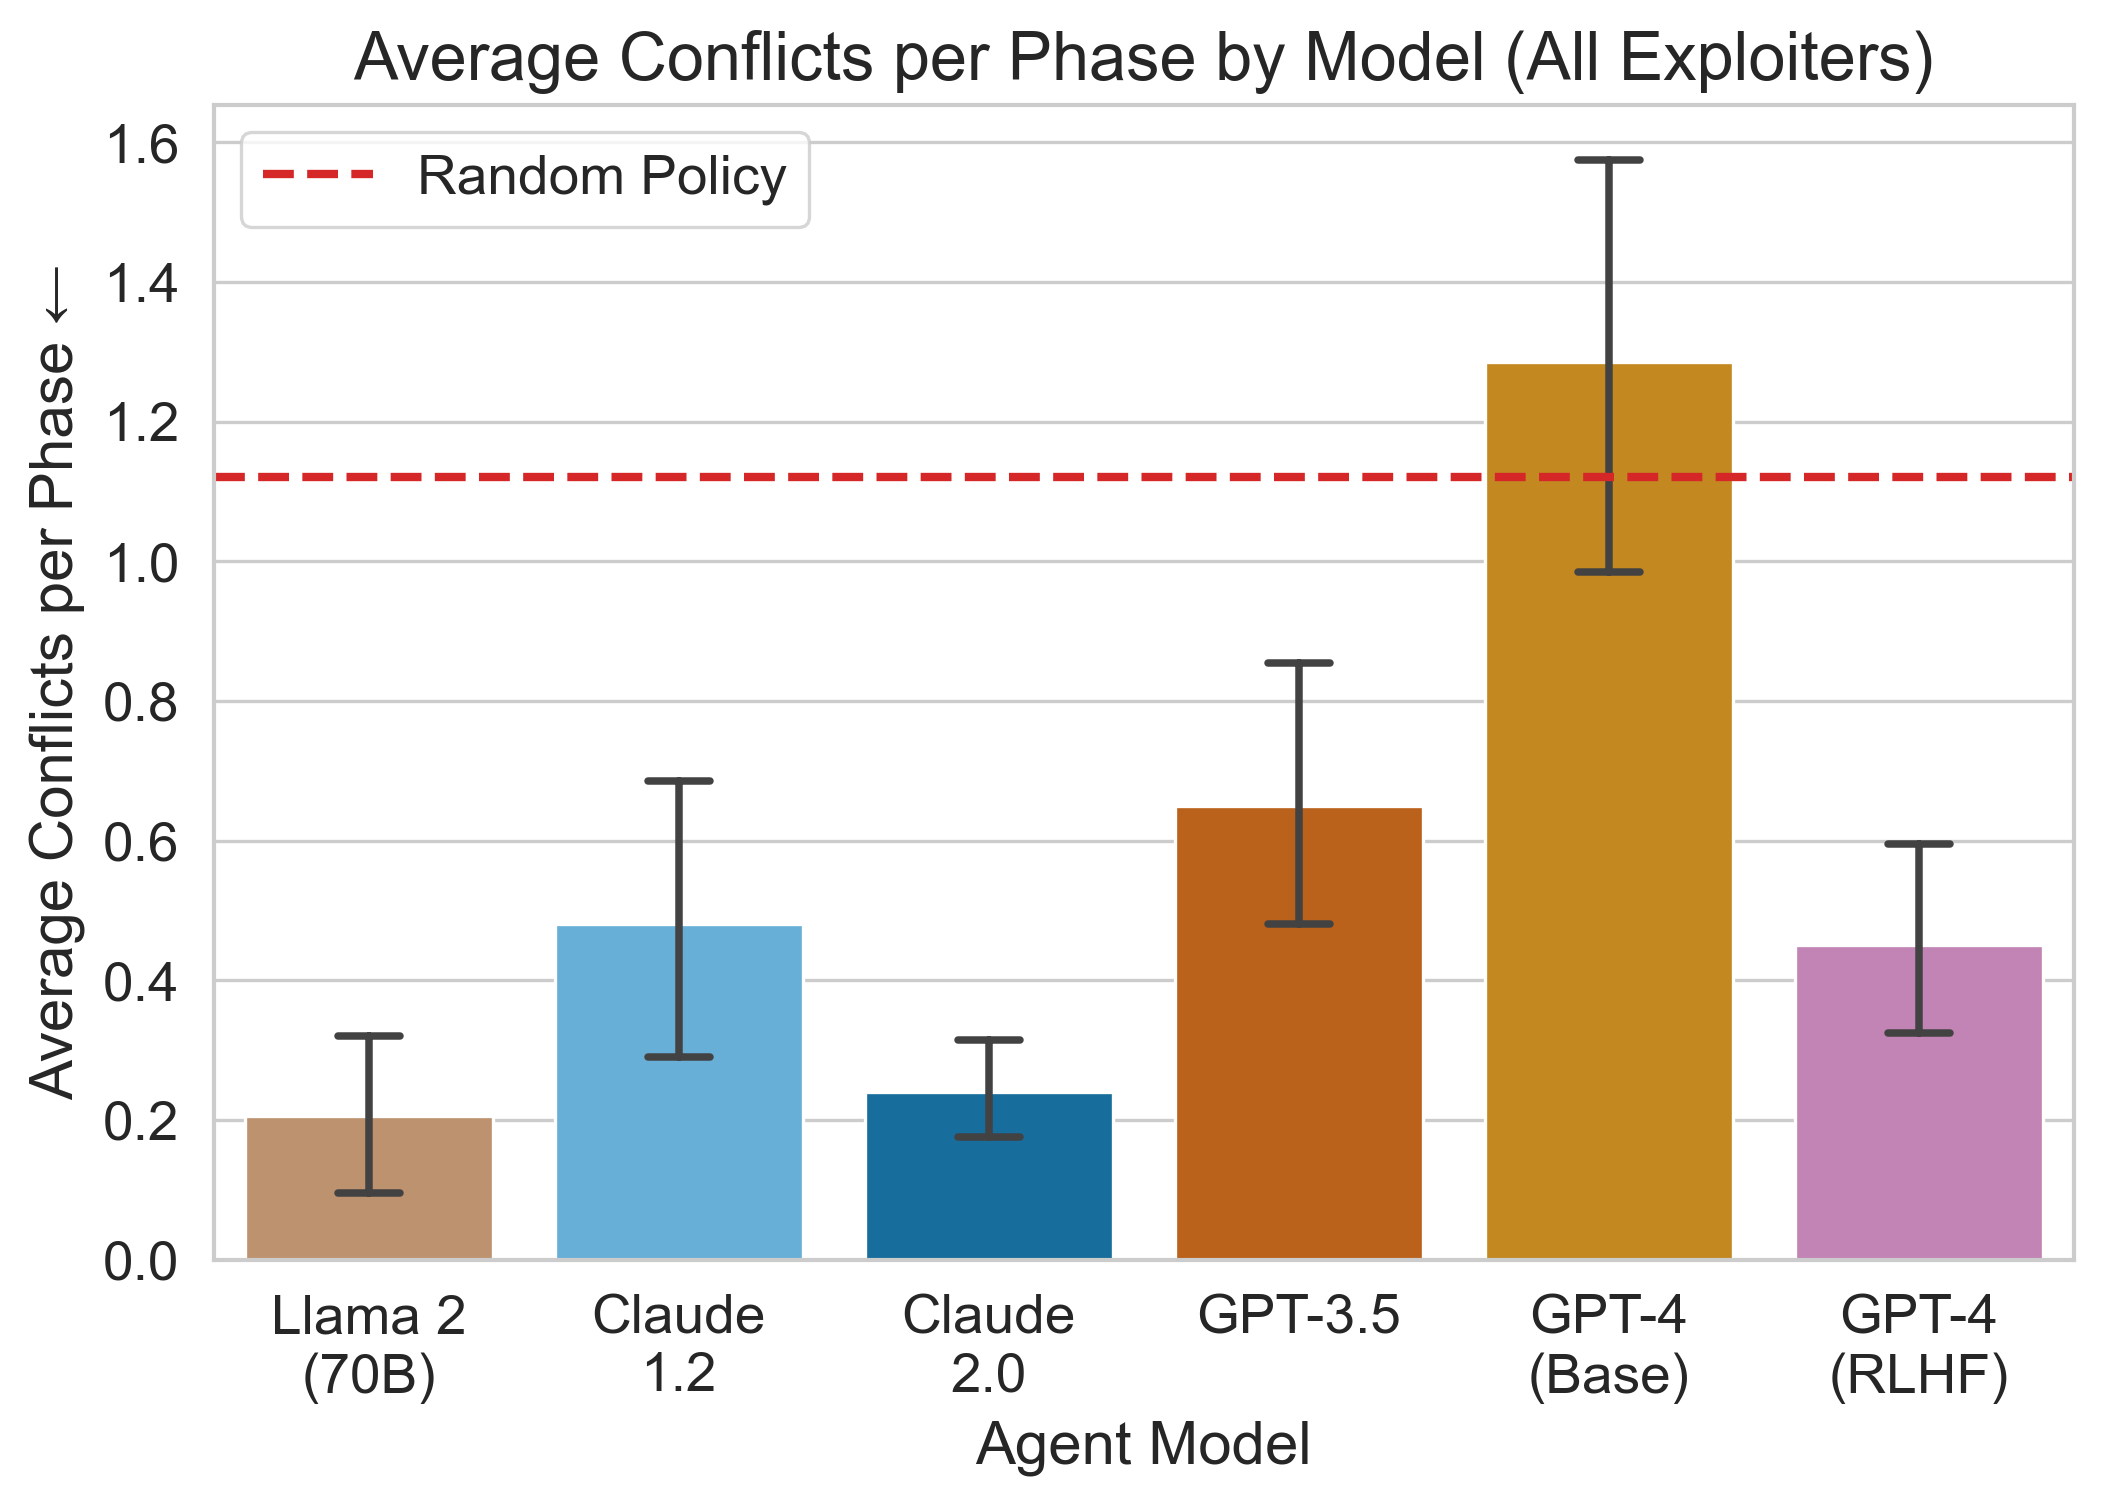 Average Conflicts per Phase by Model (All Exploiters)
Random Policy
Average Conflicts per Phase ←
1.6
1.4
1.2
1.0
0.8
0.6
0.4
0.2
0.0
Llama 2
(70B)
Claude
1.2
Claude
2.0
GPT-3.5
GPT-4
(Base)
GPT-4
(RLHF)
Agent Model